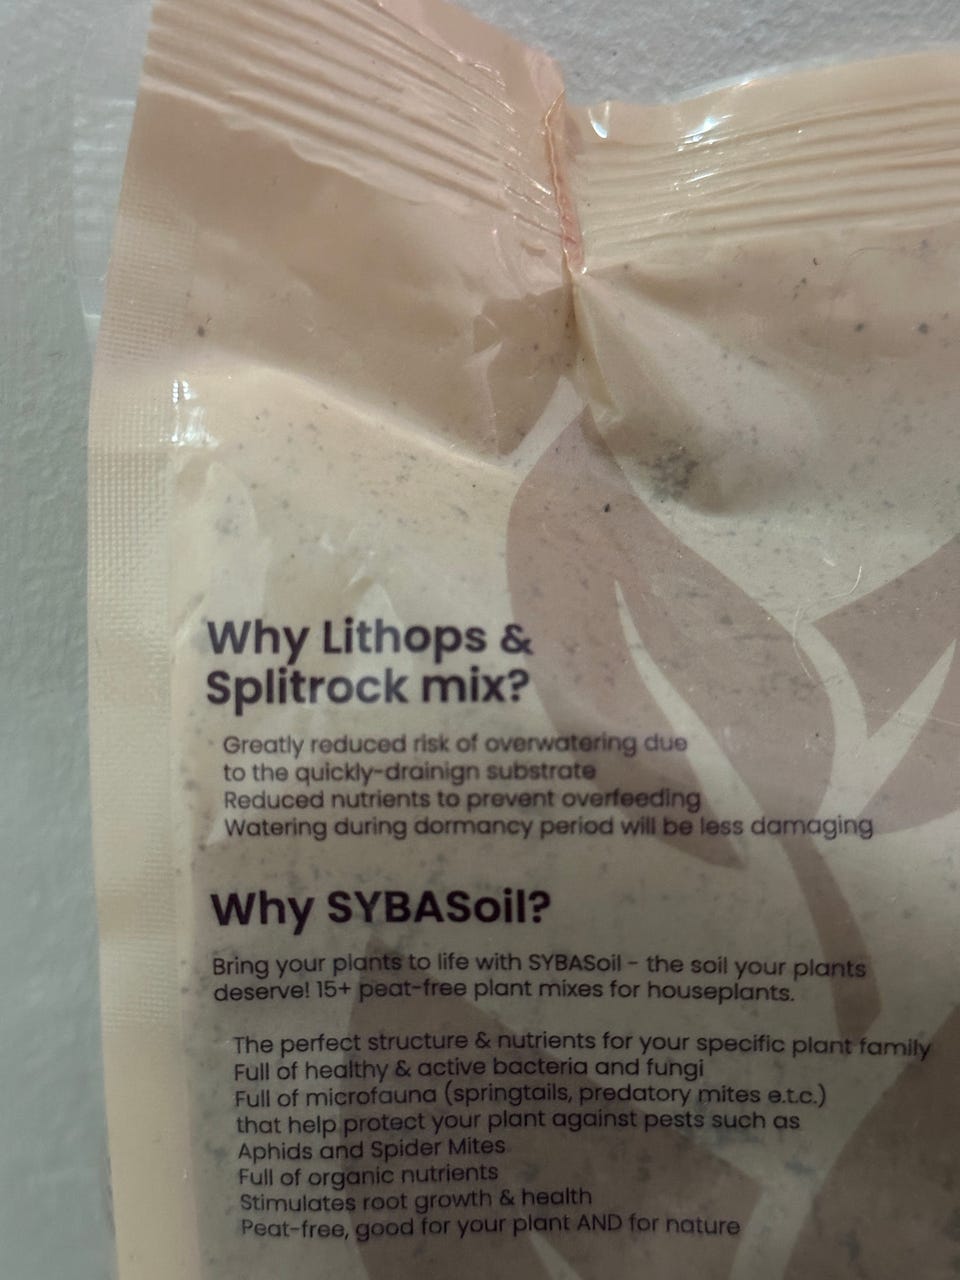 Why Lithops &
Splitrock mix?
Greatly reduced risk of overwatering due
to the quickly-drainign substrate
Reduced nutrients to prevent overfeeding
Watering during dormancy period will be less damaging
Why SYBASoil?
Bring your plants to life with SYBASoil - the soil your plants
deserve! 15+ peat-free plant mixes for houseplants.
The perfect structure & nutrients for your specific plant family
Full of healthy & active bacteria and fungi
Full of microfauna (springtails, predatory mites e.t.c.)
that help protect your plant against pests such as
Aphids and Spider Mites
Full of organic nutrients
Stimulates root growth & health
Peat-free, good for your plant AND for nature